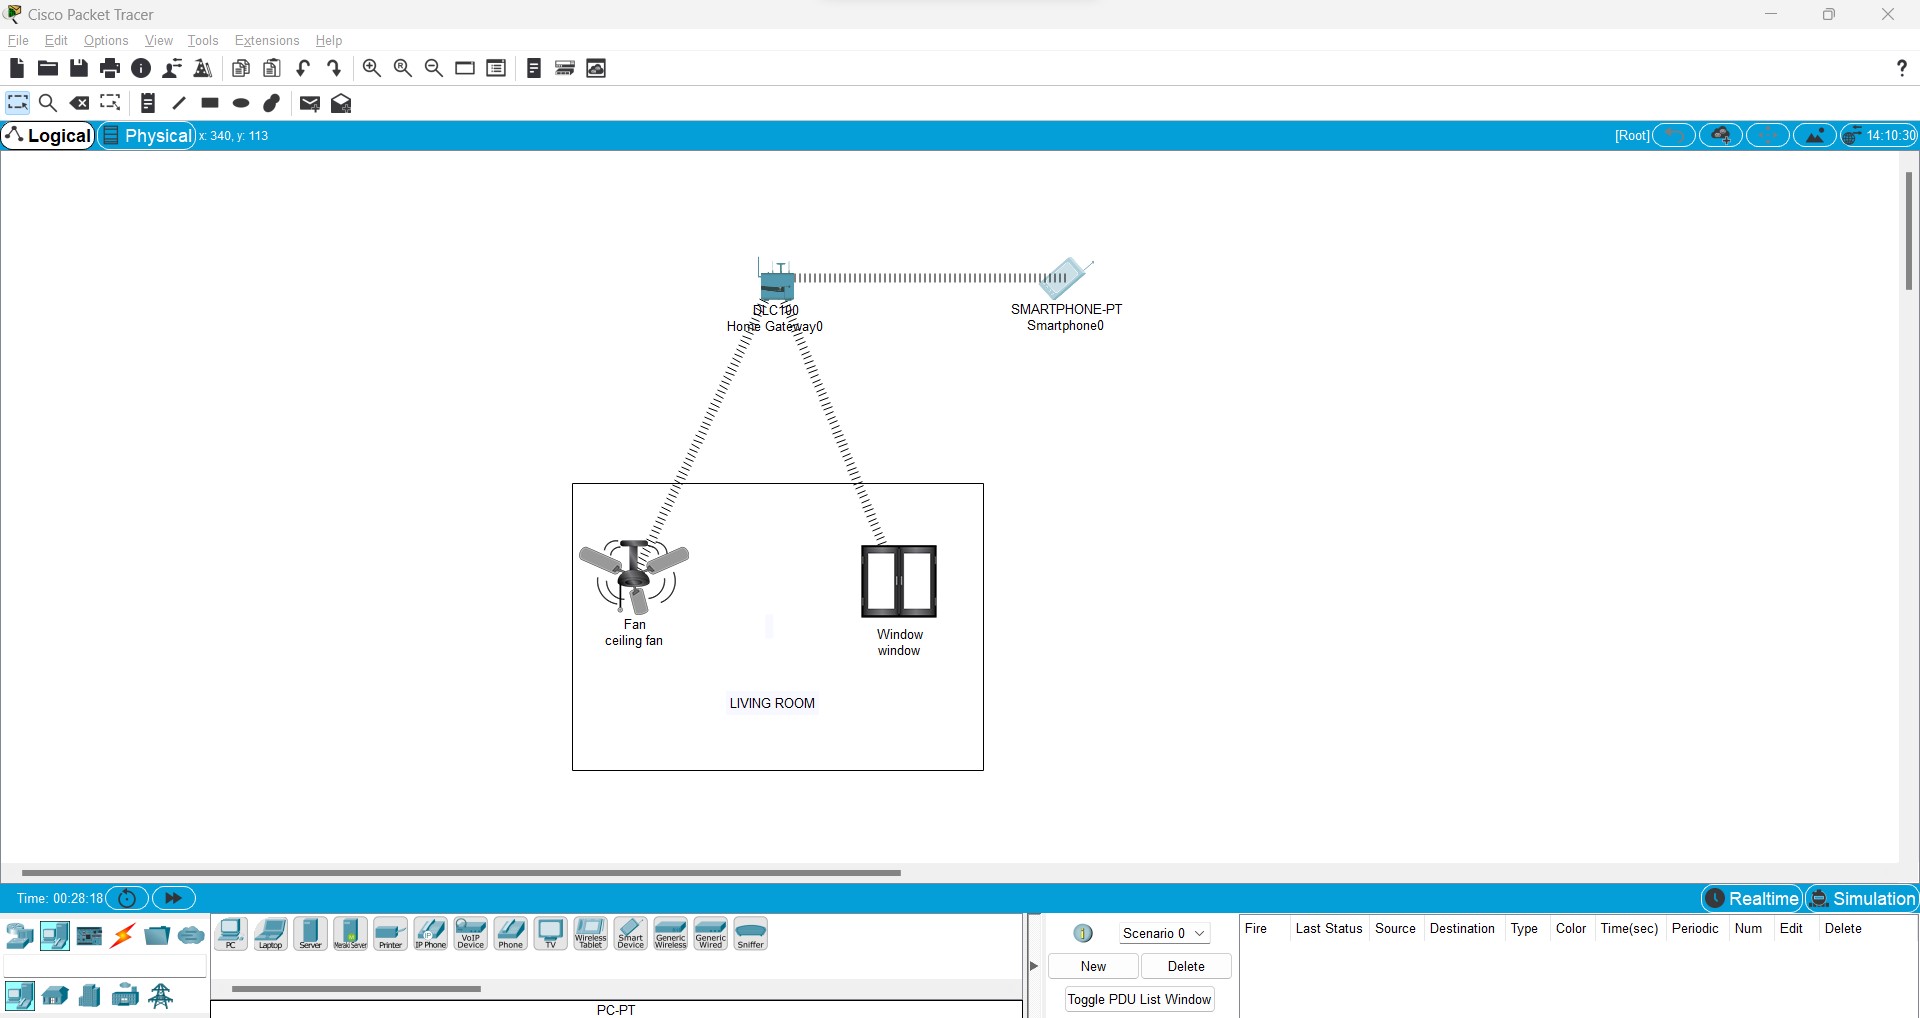 Cisco Packet Tracer
File Edit Options View Tools Extensions Help
?
Logical Physical x: 340, y: 113 [Root] 14:10:30
DLC100
Home Gateway0
SMARTPHONE-PT
Smartphone0
Fan
ceiling fan
Window
window
LIVING ROOM
Time: 00:28:18 Realtime Simulation
PC Laptop Server Meraki Server Printer IP Phone VoIP Device Phone TV Wireless Tablet Smart Device Generic Wireless Generic Wired Sniffer
PC-PT
Scenario 0
New Delete
Toggle PDU List Window
Fire Last Status Source Destination Type Color Time(sec) Periodic Num Edit Delete